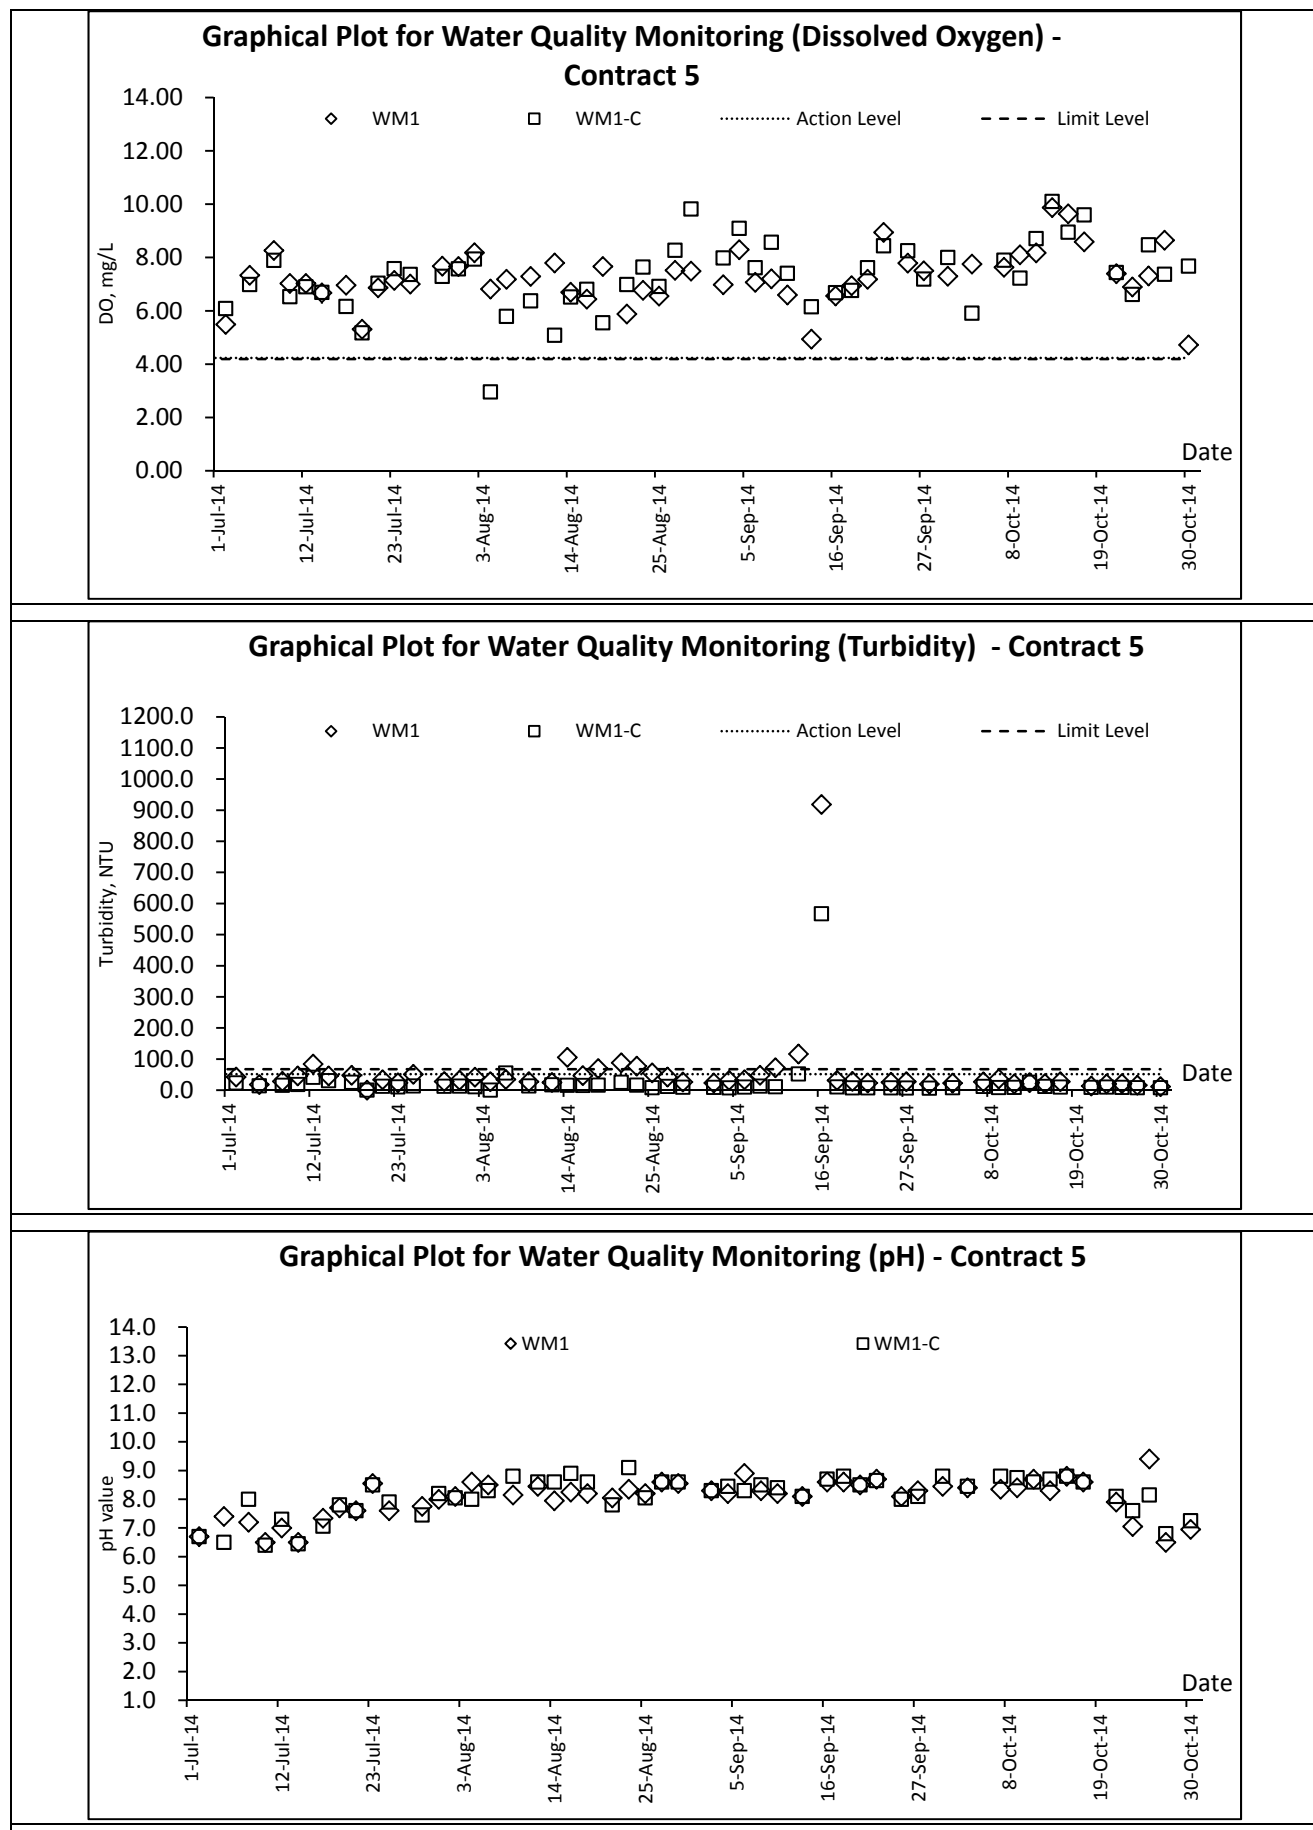 Graphical Plot for Water Quality Monitoring (Dissolved Oxygen) -
Contract 5
14.00
12.00
10.00
8.00
6.00
4.00
2.00
0.00
DO, mg/L
WM1 WM1-C Action Level Limit Level
Date
1-Jul-14
12-Jul-14
23-Jul-14
3-Aug-14
14-Aug-14
25-Aug-14
5-Sep-14
16-Sep-14
27-Sep-14
8-Oct-14
19-Oct-14
30-Oct-14
Graphical Plot for Water Quality Monitoring (Turbidity) - Contract 5
1200.0
1100.0
1000.0
900.0
800.0
700.0
600.0
500.0
400.0
300.0
200.0
100.0
0.0
Turbidity, NTU
WM1 WM1-C Action Level Limit Level
Date
1-Jul-14
12-Jul-14
23-Jul-14
3-Aug-14
14-Aug-14
25-Aug-14
5-Sep-14
16-Sep-14
27-Sep-14
8-Oct-14
19-Oct-14
30-Oct-14
Graphical Plot for Water Quality Monitoring (pH) - Contract 5
14.0
13.0
12.0
11.0
10.0
9.0
8.0
7.0
6.0
5.0
4.0
3.0
2.0
1.0
pH value
WM1 WM1-C
Date
1-Jul-14
12-Jul-14
23-Jul-14
3-Aug-14
14-Aug-14
25-Aug-14
5-Sep-14
16-Sep-14
27-Sep-14
8-Oct-14
19-Oct-14
30-Oct-14